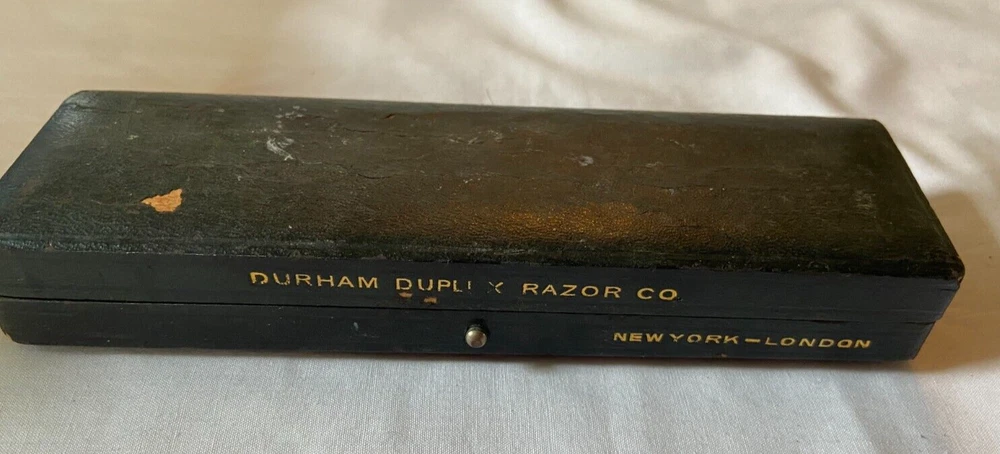 DURHAM DUPLEX RAZOR CO
NEW YORK—LONDON